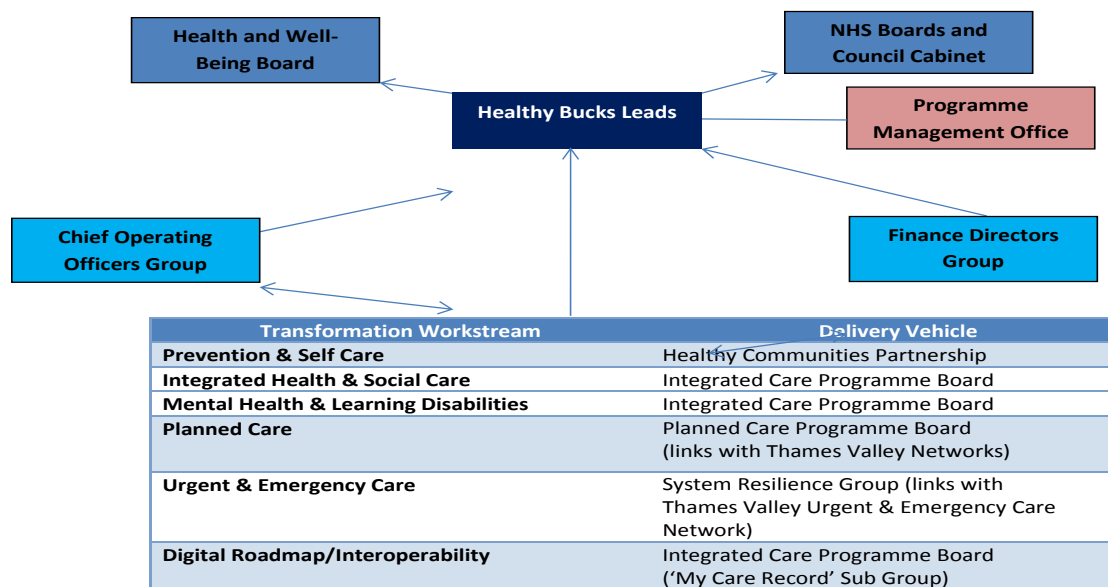 Health and Well-
Being Board
NHS Boards and
Council Cabinet
Healthy Bucks Leads
Programme
Management Office
Chief Operating
Officers Group
Finance Directors
Group
Transformation Workstream Delivery Vehicle
Prevention & Self Care Healthy Communities Partnership
Integrated Health & Social Care Integrated Care Programme Board
Mental Health & Learning Disabilities Integrated Care Programme Board
Planned Care Planned Care Programme Board
(links with Thames Valley Networks)
Urgent & Emergency Care System Resilience Group (links with
Thames Valley Urgent & Emergency Care
Network)
Digital Roadmap/Interoperability Integrated Care Programme Board
(‘My Care Record’ Sub Group)